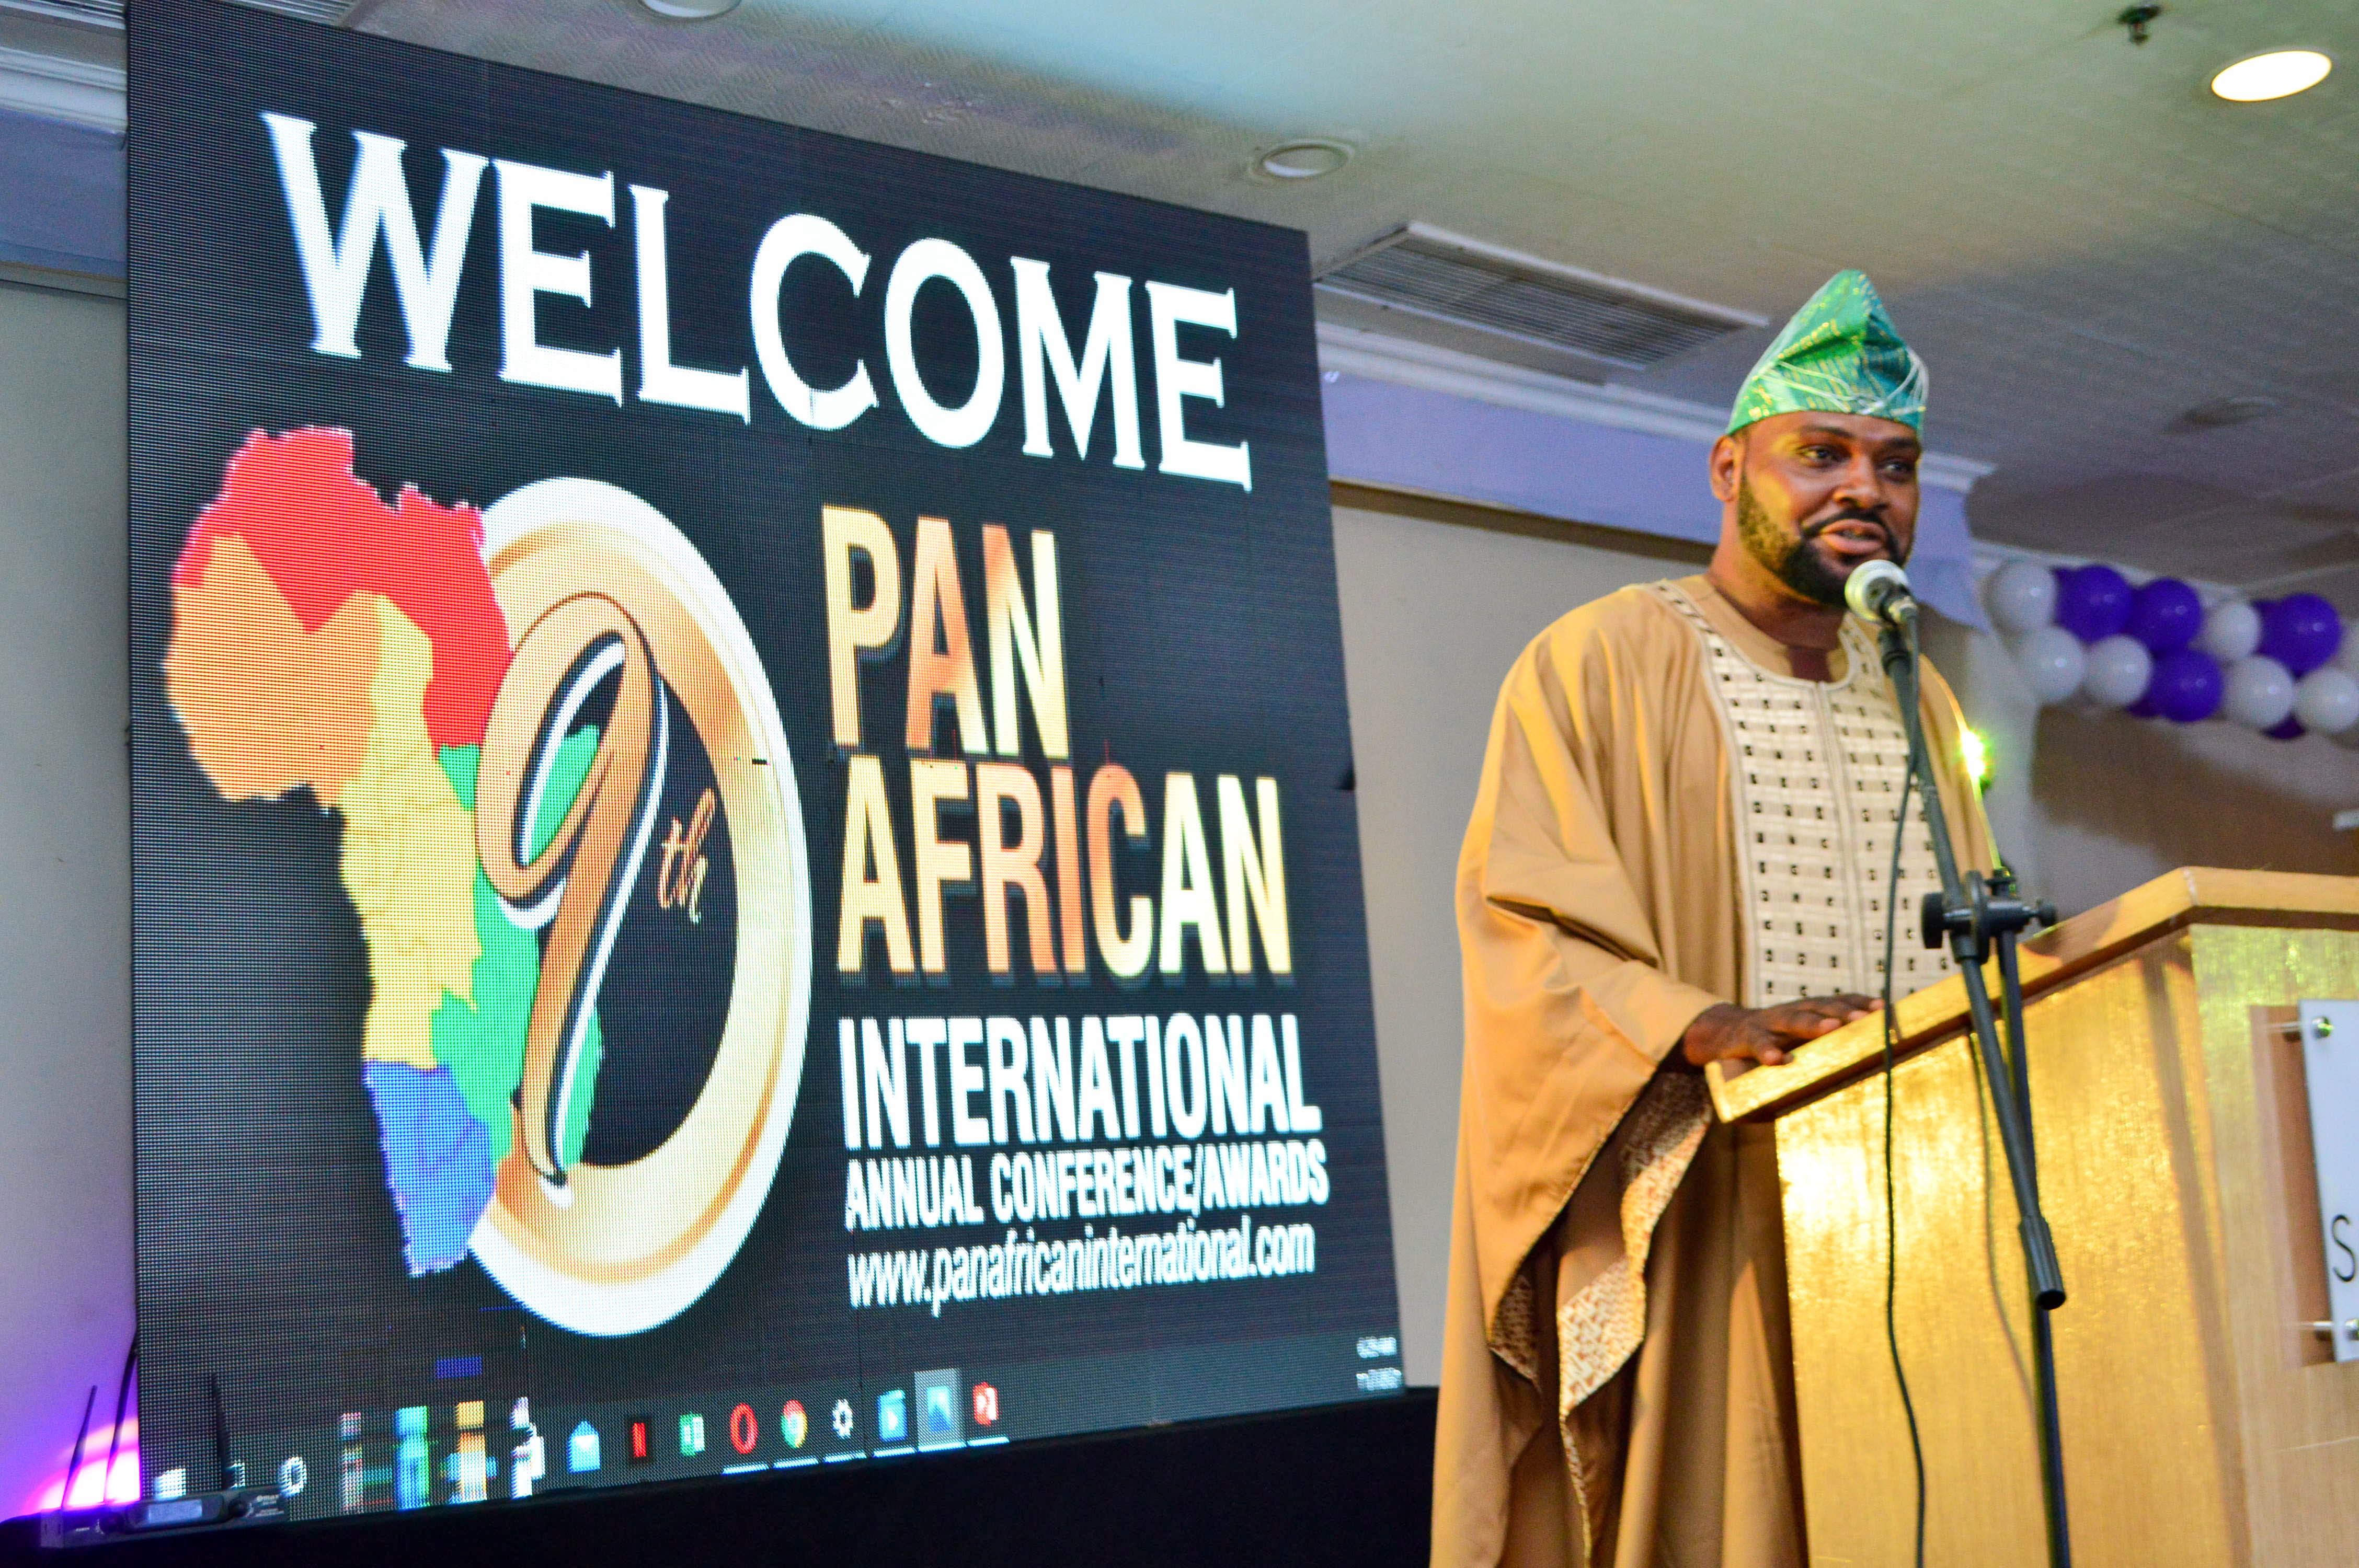 WELCOME
9th
PAN
AFRICAN
INTERNATIONAL
ANNUAL CONFERENCE/AWARDS
www.panafricaninternational.com
S